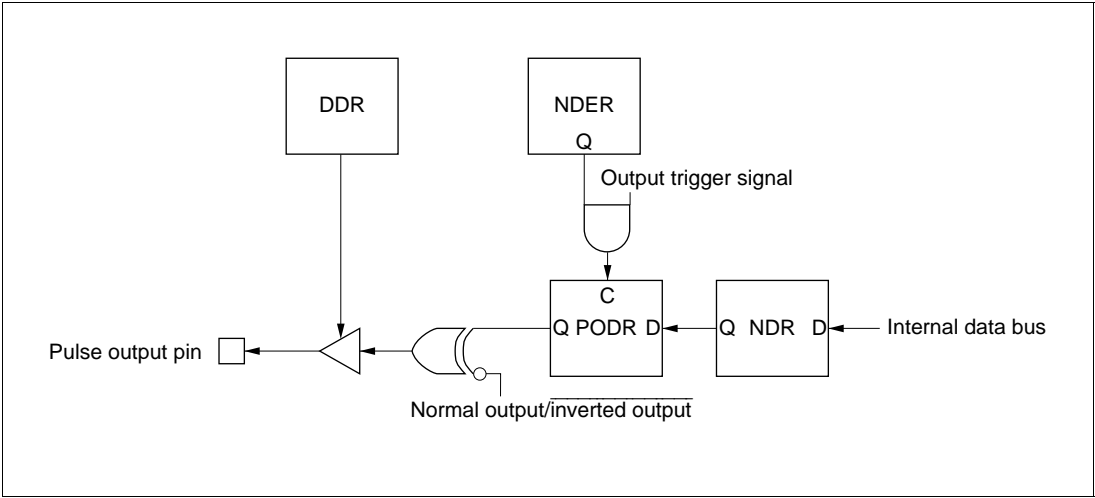 DDR
NDER
Q
Output trigger signal
C
Q PODR D
Q NDR D
Internal data bus
Pulse output pin
Normal output/inverted output